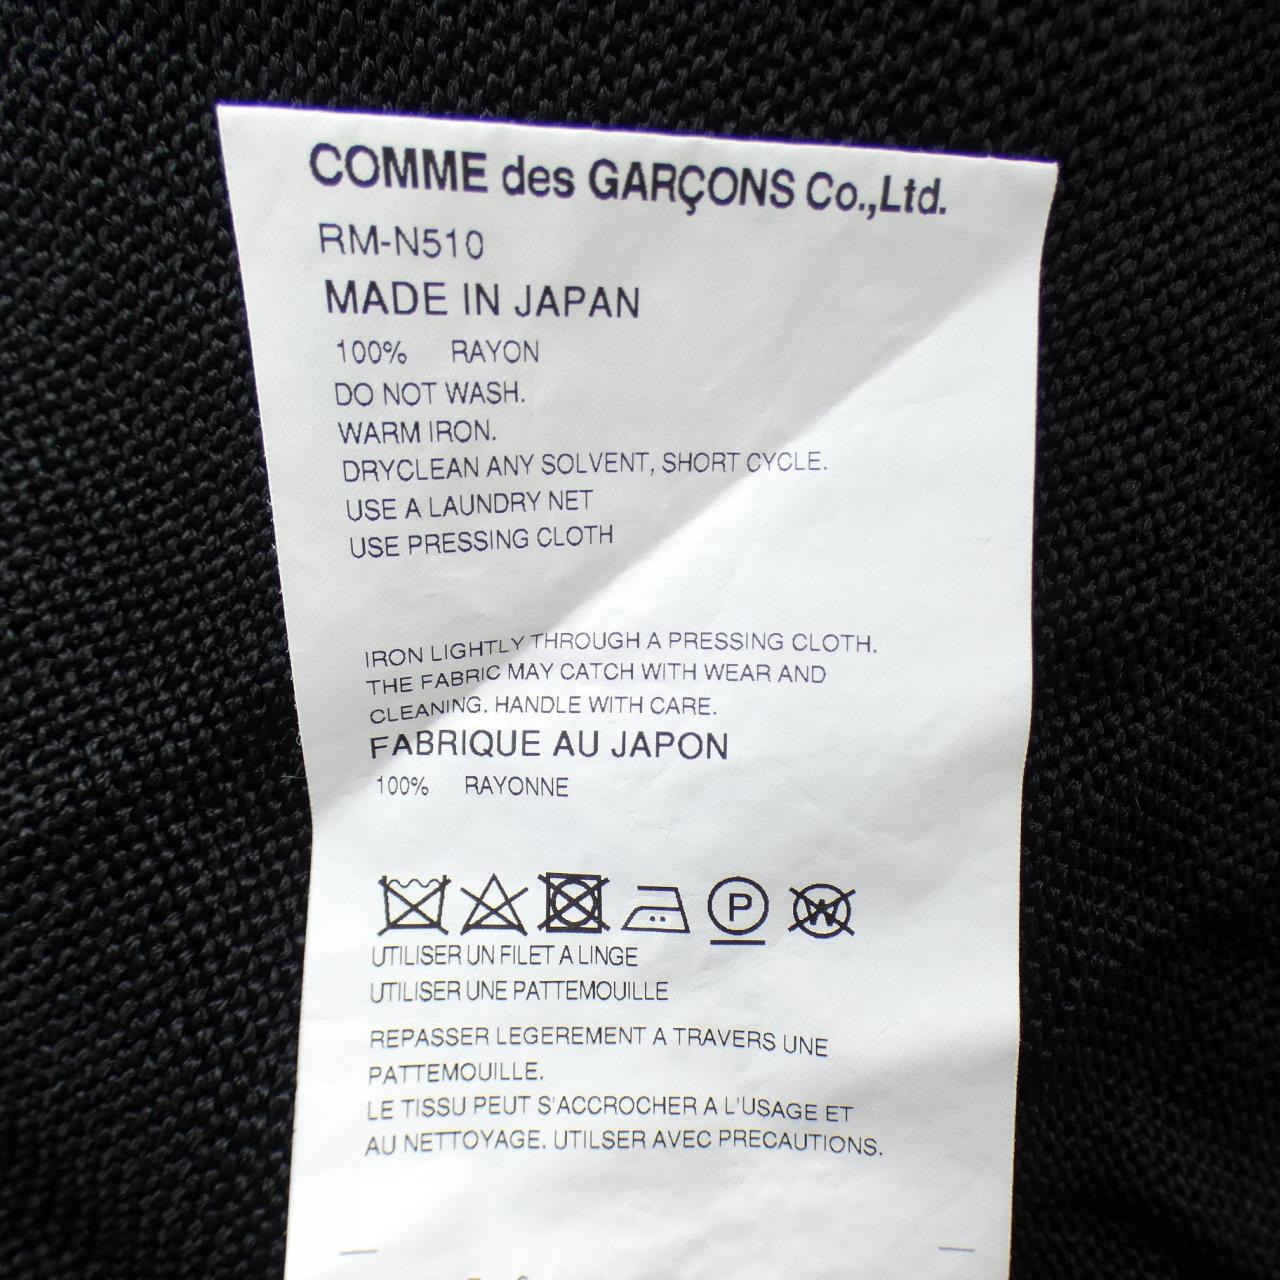 COMME des GARÇONS Co.,Ltd.
RM-N510
MADE IN JAPAN
100% RAYON
DO NOT WASH.
WARM IRON.
DRYCLEAN ANY SOLVENT, SHORT CYCLE.
USE A LAUNDRY NET
USE PRESSING CLOTH
IRON LIGHTLY THROUGH A PRESSING CLOTH.
THE FABRIC MAY CATCH WITH WEAR AND
CLEANING. HANDLE WITH CARE.
FABRIQUE AU JAPON
100% RAYONNE
P W
UTILISER UN FILET A LINGE
UTILISER UNE PATTEMOUILLE
REPASSER LEGEREMENT A TRAVERS UNE
PATTEMOUILLE.
LE TISSU PEUT S'ACCROCHER A L'USAGE ET
AU NETTOYAGE. UTILSER AVEC PRECAUTIONS.